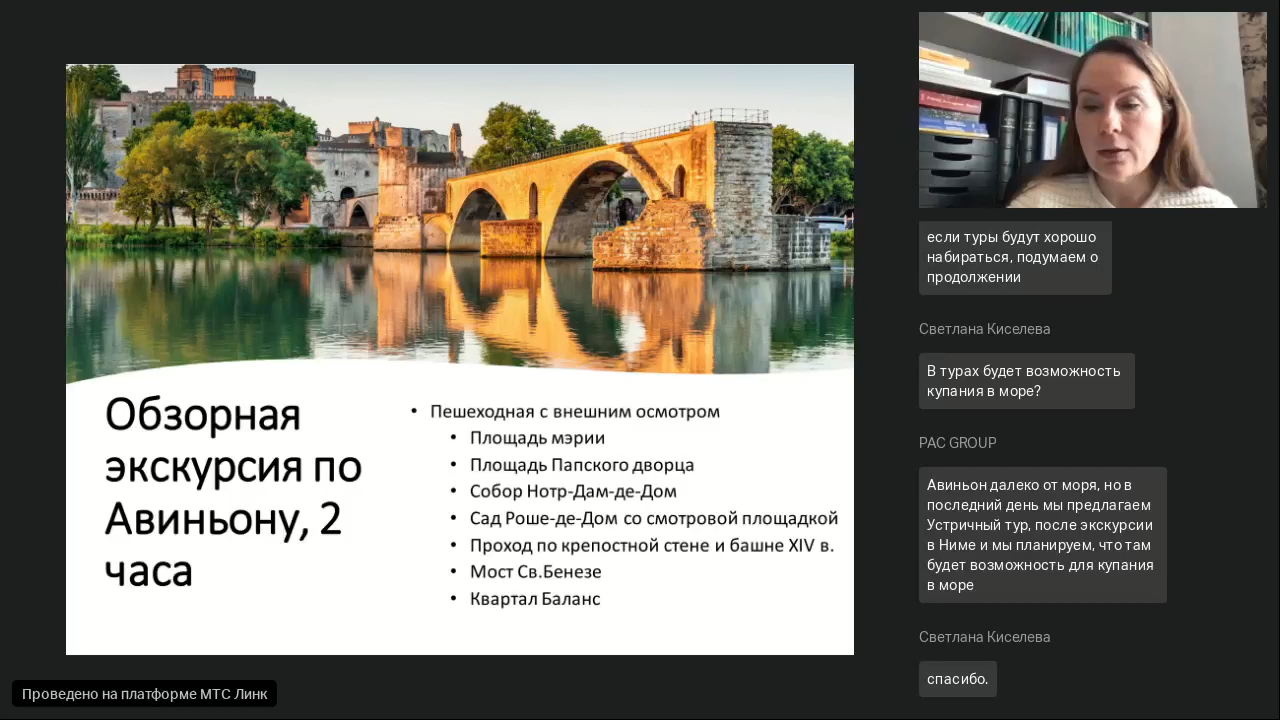 Обзорная
экскурсия по
Авиньону, 2
часа
• Пешеходная с внешним осмотром
• Площадь мэрии
• Площадь Папского дворца
• Собор Нотр-Дам-де-Дом
• Сад Роше-де-Дом со смотровой площадкой
• Проход по крепостной стене и башне XIV в.
• Мост Св.Бенезе
• Квартал Баланс
Проведено на платформе МТС Линк
если туры будут хорошо
набираться, подумаем о
продолжении
Светлана Киселева
В турах будет возможность
купания в море?
PAC GROUP
Авиньон далеко от моря, но в
последний день мы предлагаем
Устричный тур, после экскурсии
в Ниме и мы планируем, что там
будет возможность для купания
в море
Светлана Киселева
спасибо.